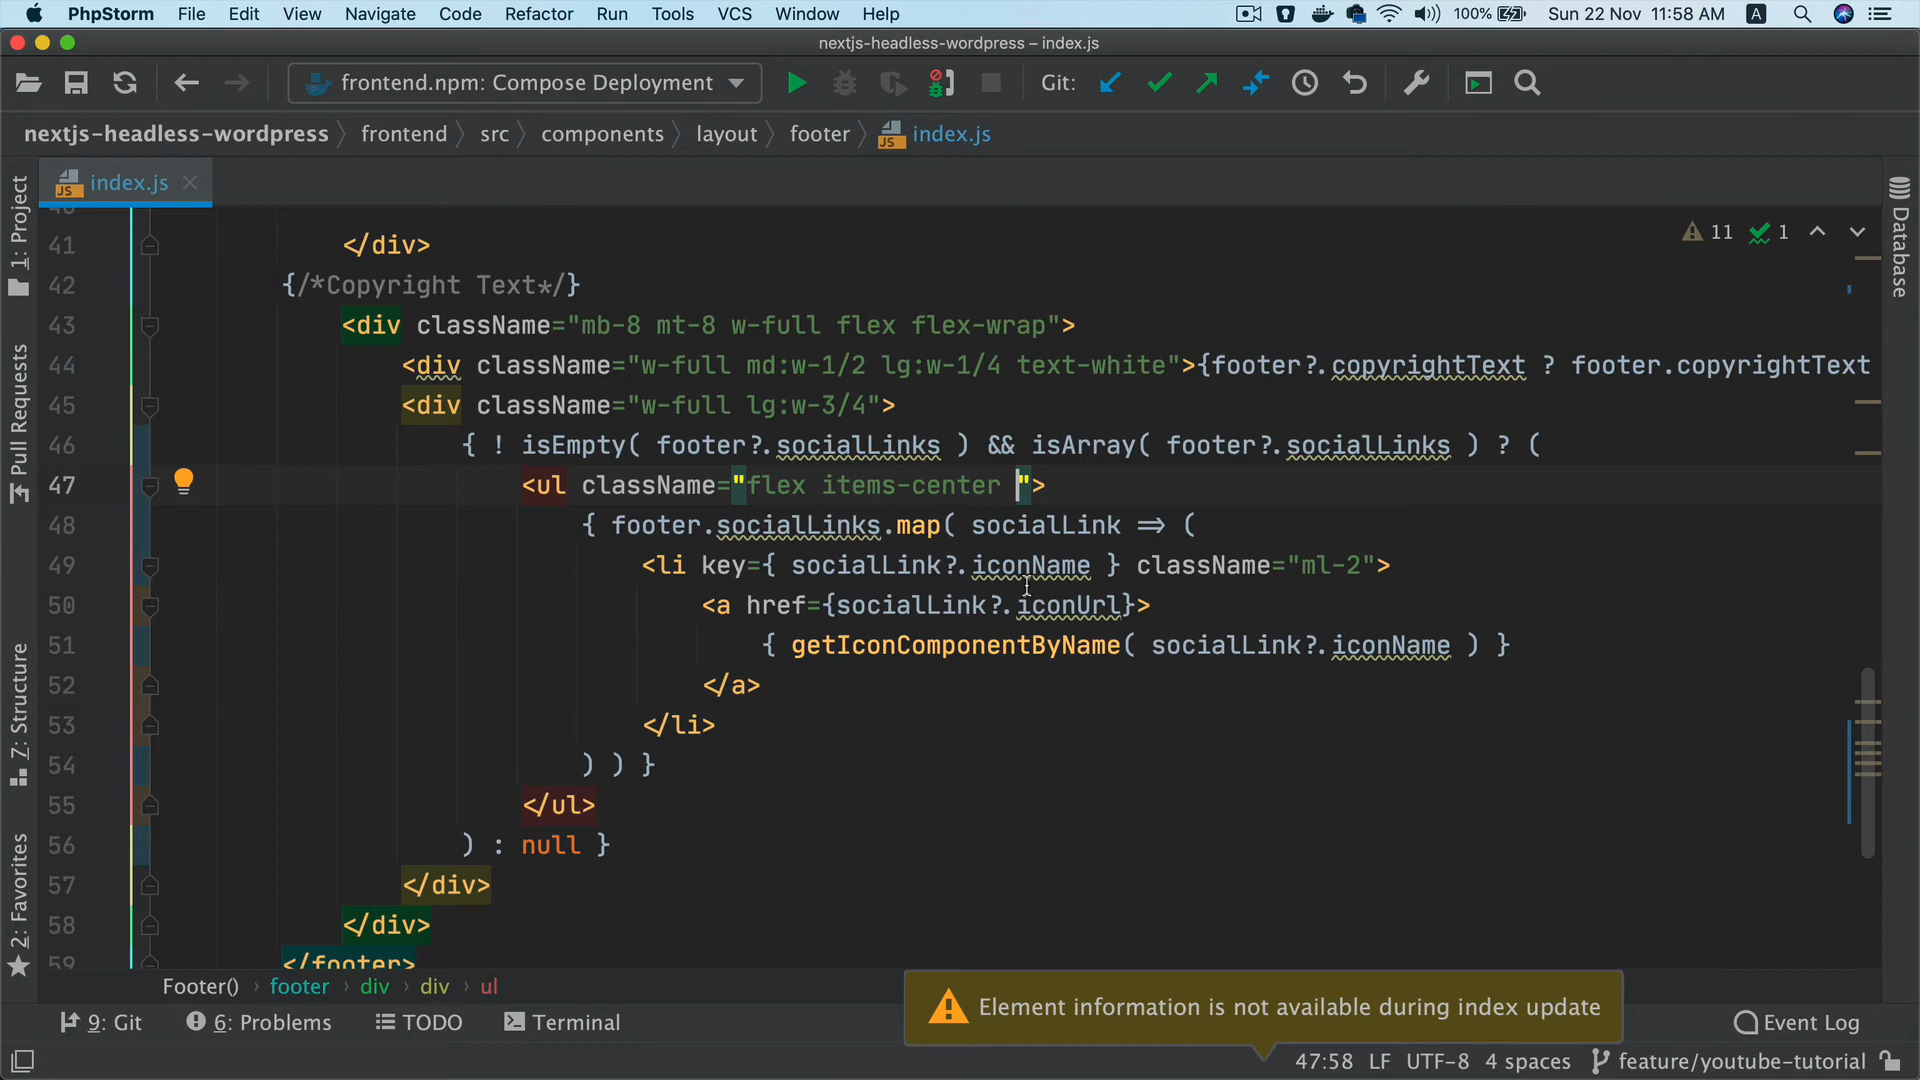 PhpStorm File Edit View Navigate Code Refactor Run Tools VCS Window Help 100% Sun 22 Nov 11:58 AM A
nextjs-headless-wordpress – index.js
frontend.npm: Compose Deployment Git:
nextjs-headless-wordpress frontend src components layout footer index.js
index.js
1: Project
Pull Requests
Z: Structure
2: Favorites
Database
11 1
41 </div>
42 {/*Copyright Text*/}
43 <div className="mb-8 mt-8 w-full flex flex-wrap">
44 <div className="w-full md:w-1/2 lg:w-1/4 text-white">{footer?.copyrightText ? footer.copyrightText
45 <div className="w-full lg:w-3/4">
46 { ! isEmpty( footer?.socialLinks ) && isArray( footer?.socialLinks ) ? (
47 <ul className="flex items-center ">
48 { footer.socialLinks.map( socialLink => (
49 <li key={ socialLink?.iconName } className="ml-2">
50 <a href={socialLink?.iconUrl}>
51 { getIconComponentByName( socialLink?.iconName ) }
52 </a>
53 </li>
54 ) ) }
55 </ul>
56 ) : null }
57 </div>
58 </div>
59 </footer>
Footer() footer div div ul
Element information is not available during index update
9: Git 6: Problems TODO Terminal Event Log
47:58 LF UTF-8 4 spaces feature/youtube-tutorial